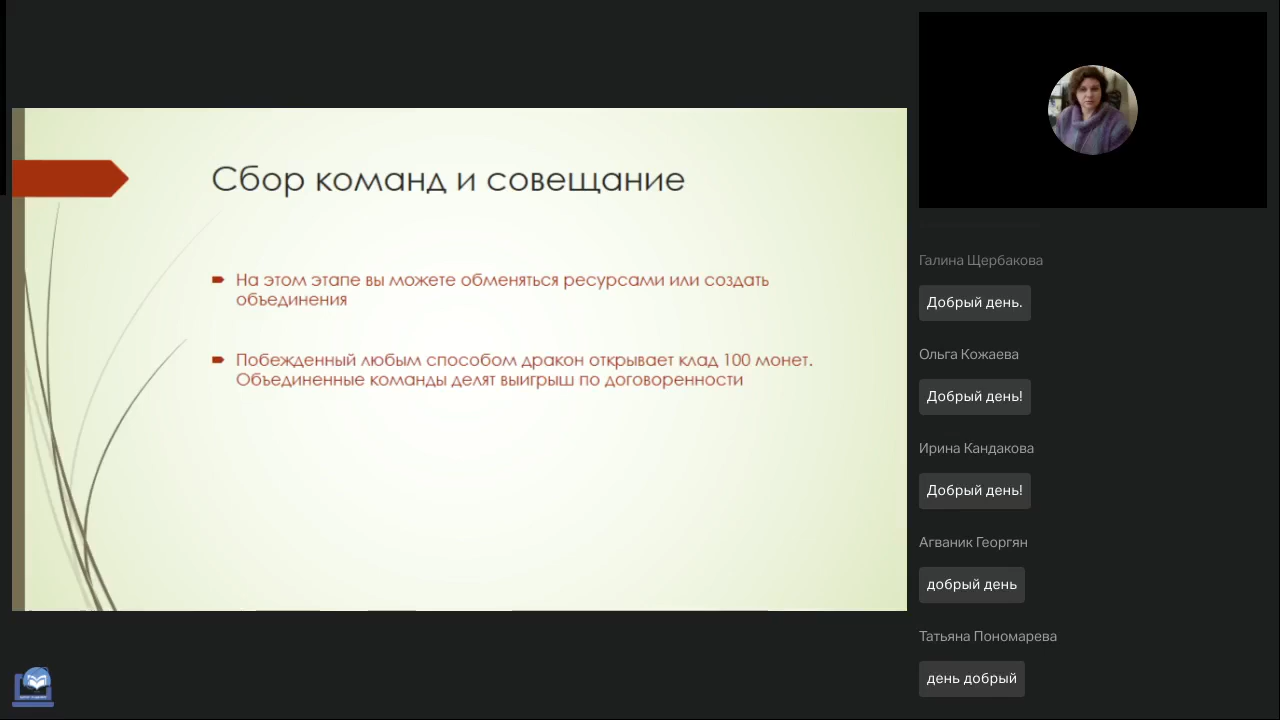 Сбор команд и совещание
На этом этапе вы можете обменяться ресурсами или создать
объединения
Побежденный любым способом дракон открывает клад 100 монет.
Объединенные команды делят выигрыш по договоренности
Галина Щербакова
Добрый день.
Ольга Кожаева
Добрый день!
Ирина Кандакова
Добрый день!
Агваник Георгян
добрый день
Татьяна Пономарева
день добрый